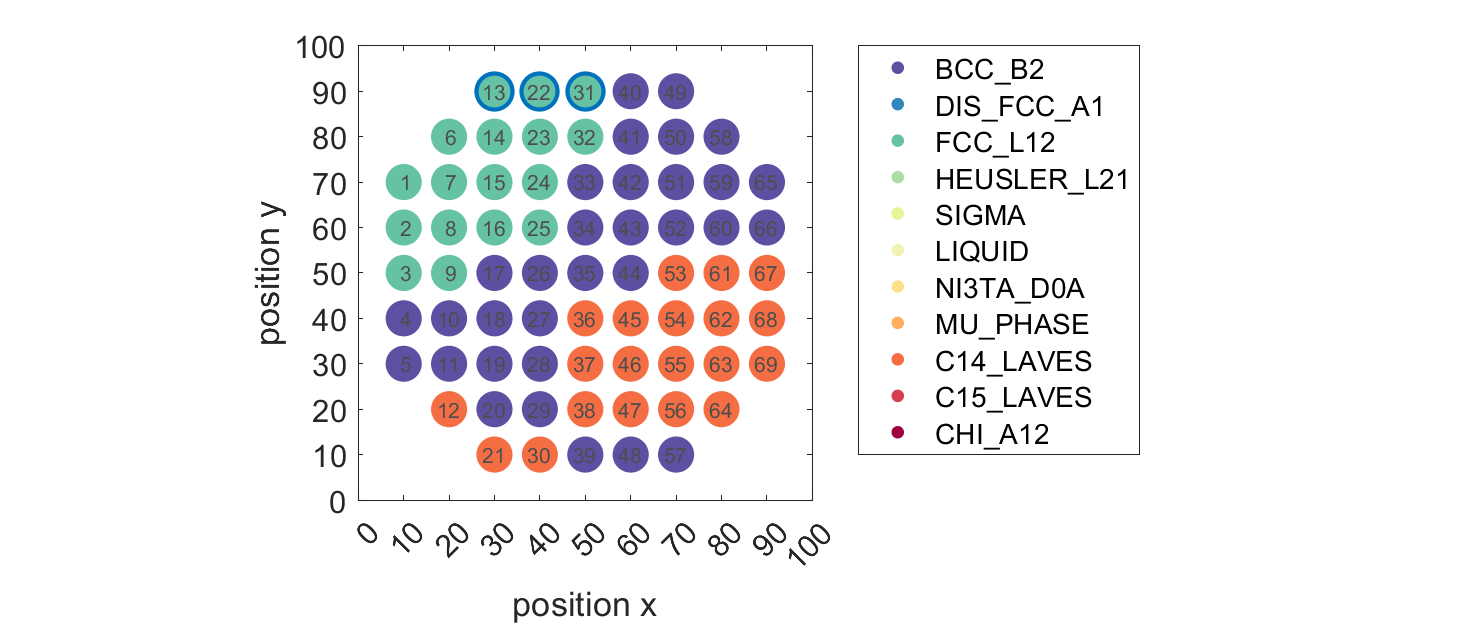 100
90
80
70
60
50
40
30
20
10
0
position y
13 22 31 40 49
6 14 23 32 41 50 58
1 7 15 24 33 42 51 59 65
2 8 16 25 34 43 52 60 66
3 9 17 26 35 44 53 61 67
4 10 18 27 36 45 54 62 68
5 11 19 28 37 46 55 63 69
12 20 29 38 47 56 64
21 30 39 48 57
0 10 20 30 40 50 60 70 80 90 100
position x
BCC_B2
DIS_FCC_A1
FCC_L12
HEUSLER_L21
SIGMA
LIQUID
NI3TA_D0A
MU_PHASE
C14_LAVES
C15_LAVES
CHI_A12